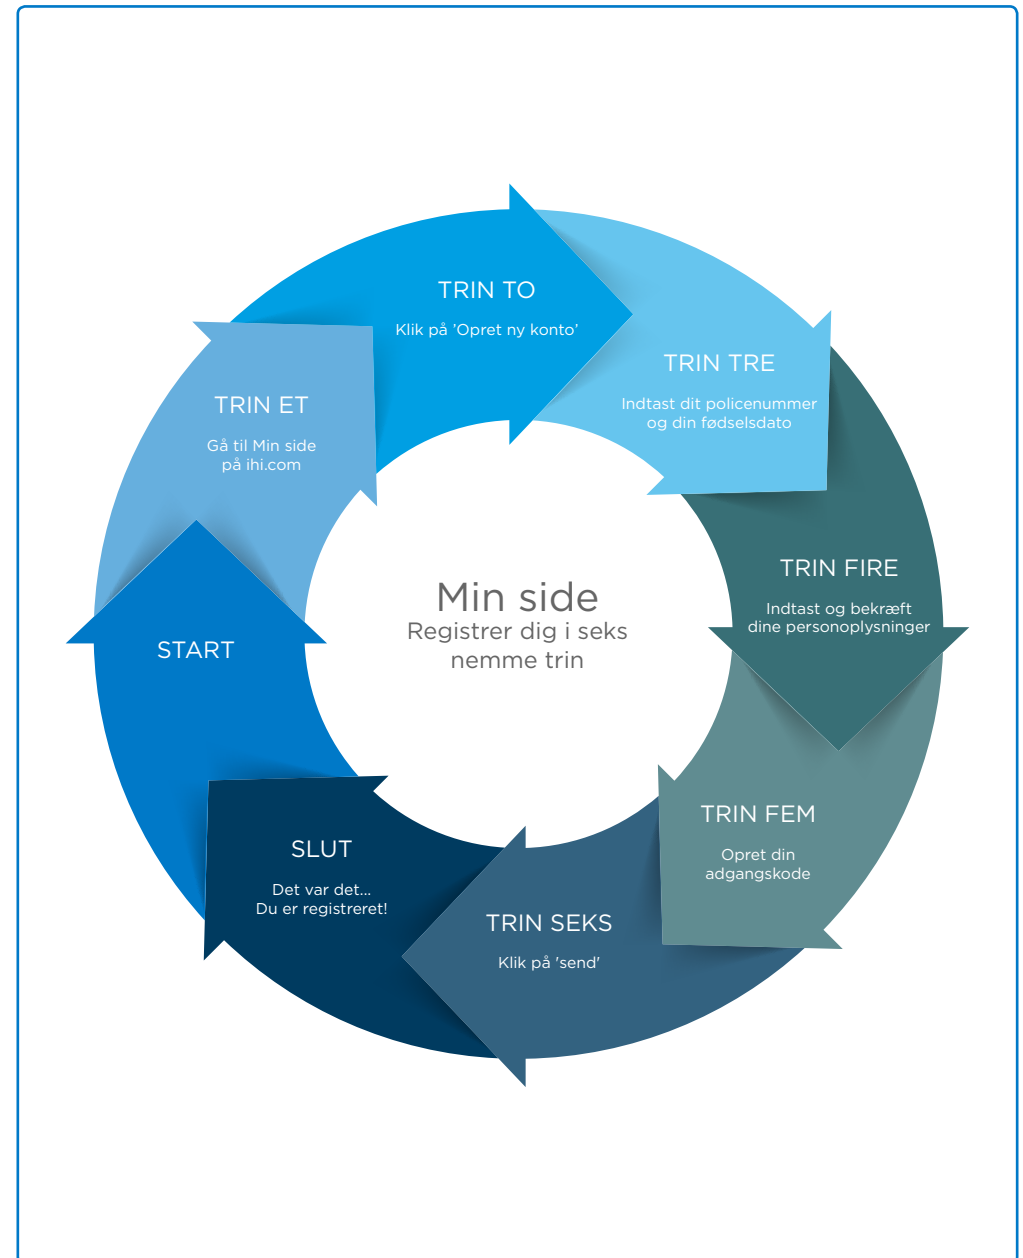 Min side
Registrer dig i seks
nemme trin
START
TRIN ET
Gå til Min side
på ihi.com
TRIN TO
Klik på ’Opret ny konto’
TRIN TRE
Indtast dit policenummer
og din fødselsdato
TRIN FIRE
Indtast og bekræft
dine personoplysninger
TRIN FEM
Opret din
adgangskode
TRIN SEKS
Klik på 'send'
SLUT
Det var det...
Du er registreret!